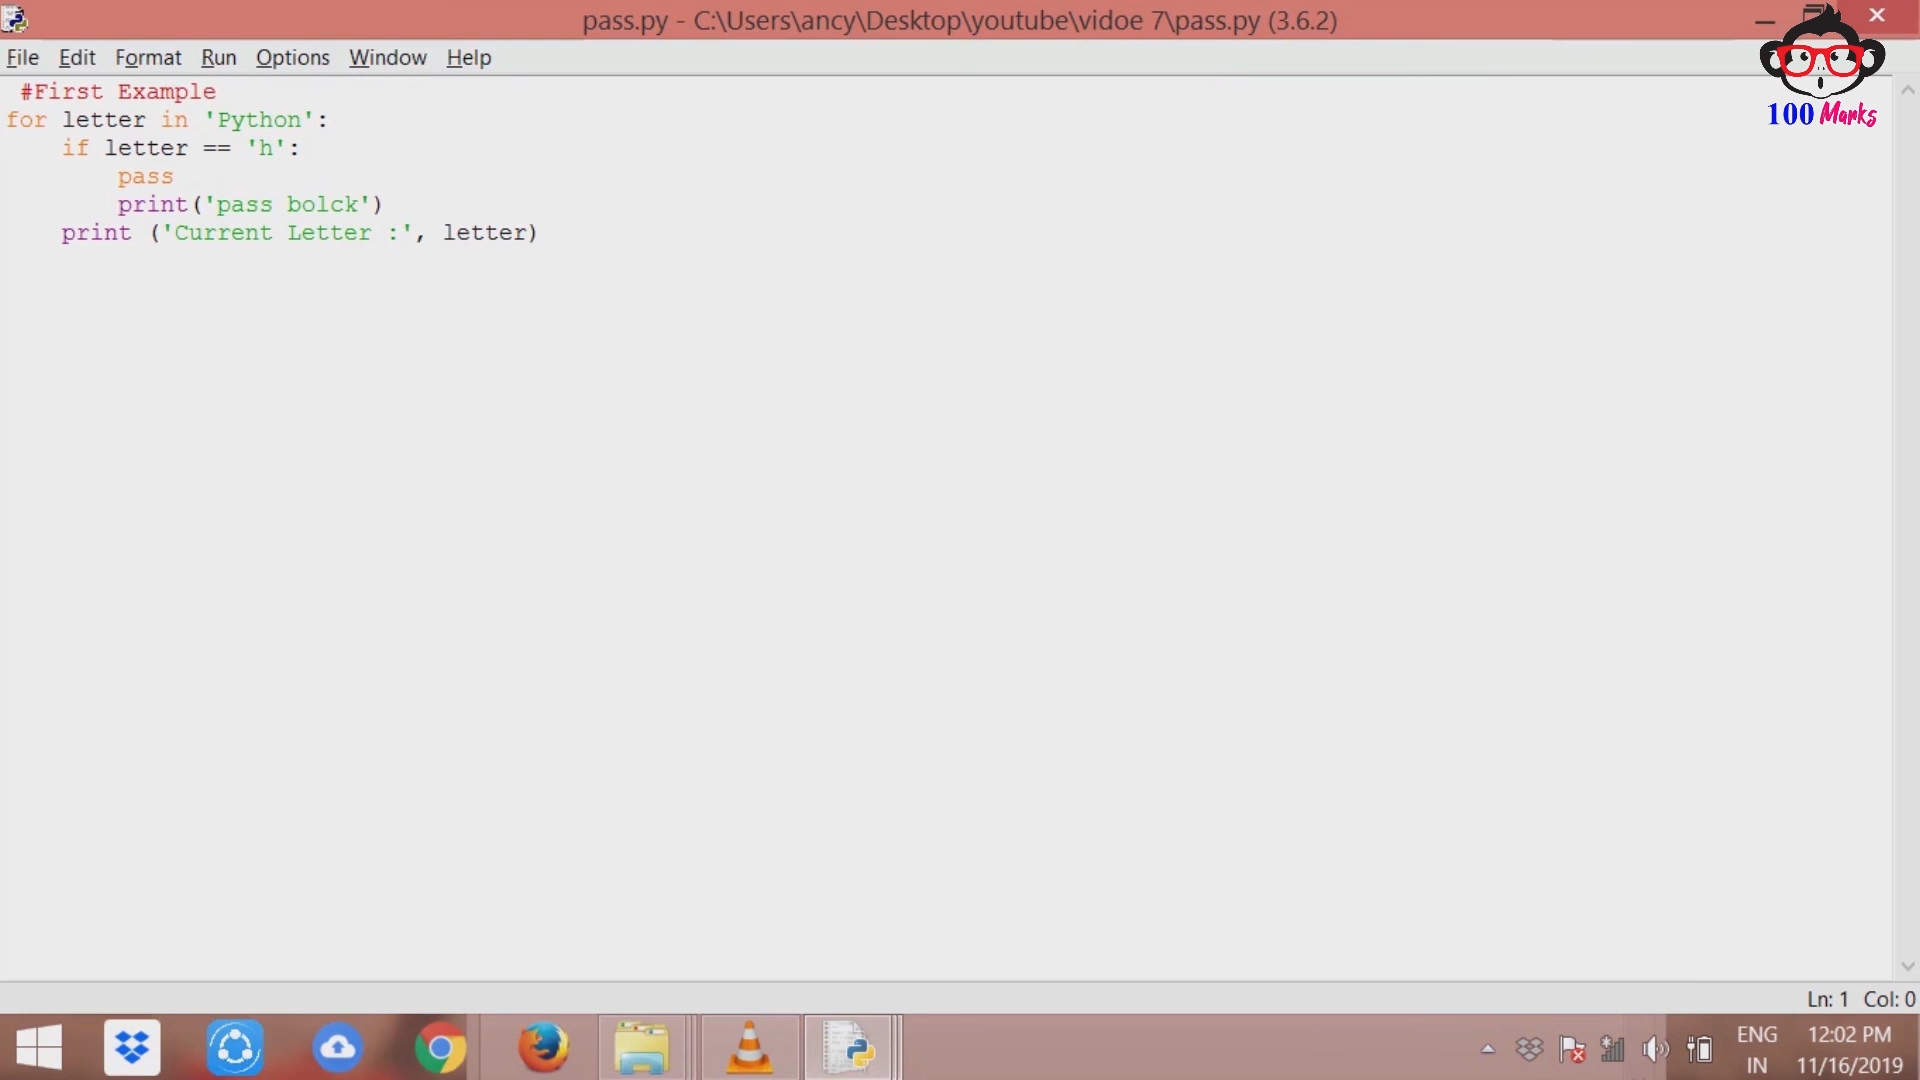 pass.py - C:\Users\ancy\Desktop\youtube\vidoe 7\pass.py (3.6.2)
File Edit Format Run Options Window Help
100 Marks
#First Example
for letter in 'Python':
    if letter == 'h':
        pass
        print('pass bolck')
    print ('Current Letter :', letter)
Ln: 1 Col: 0
ENG 12:02 PM
IN 11/16/2019